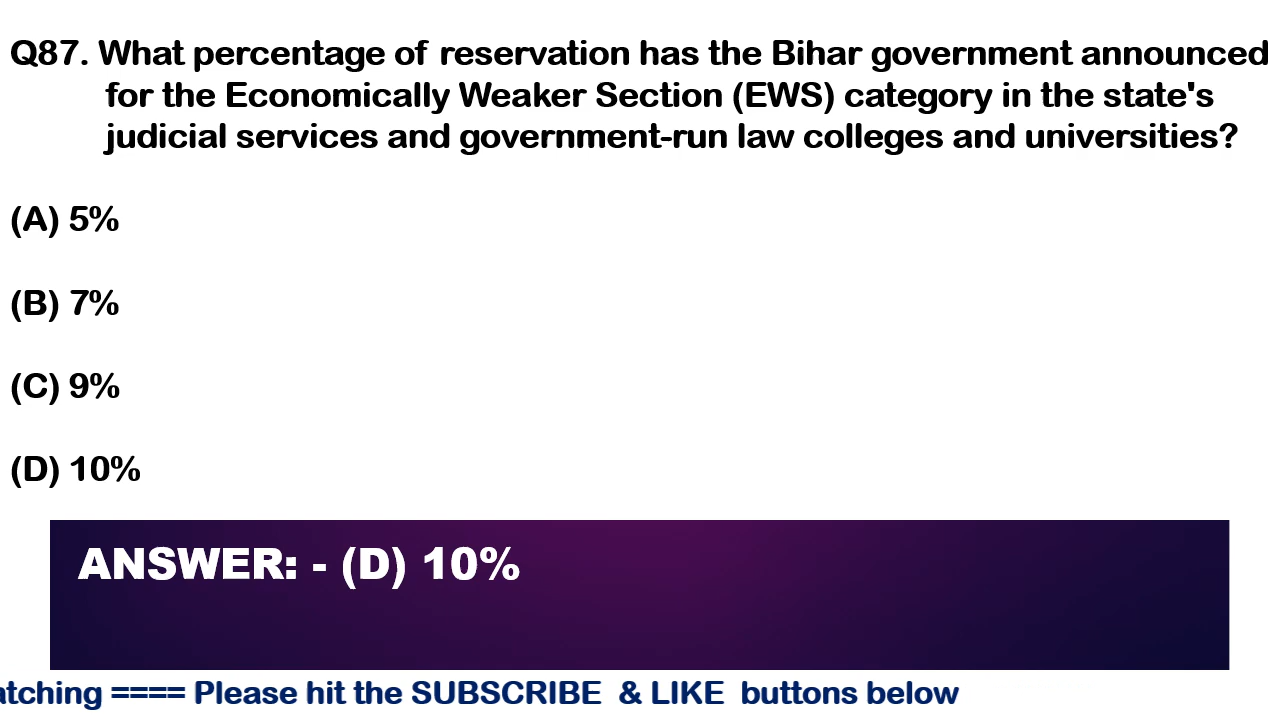 Q87. What percentage of reservation has the Bihar government announced
for the Economically Weaker Section (EWS) category in the state's
judicial services and government-run law colleges and universities?
(A) 5%
(B) 7%
(C) 9%
(D) 10%
ANSWER: - (D) 10%
atching ==== Please hit the SUBSCRIBE & LIKE buttons below